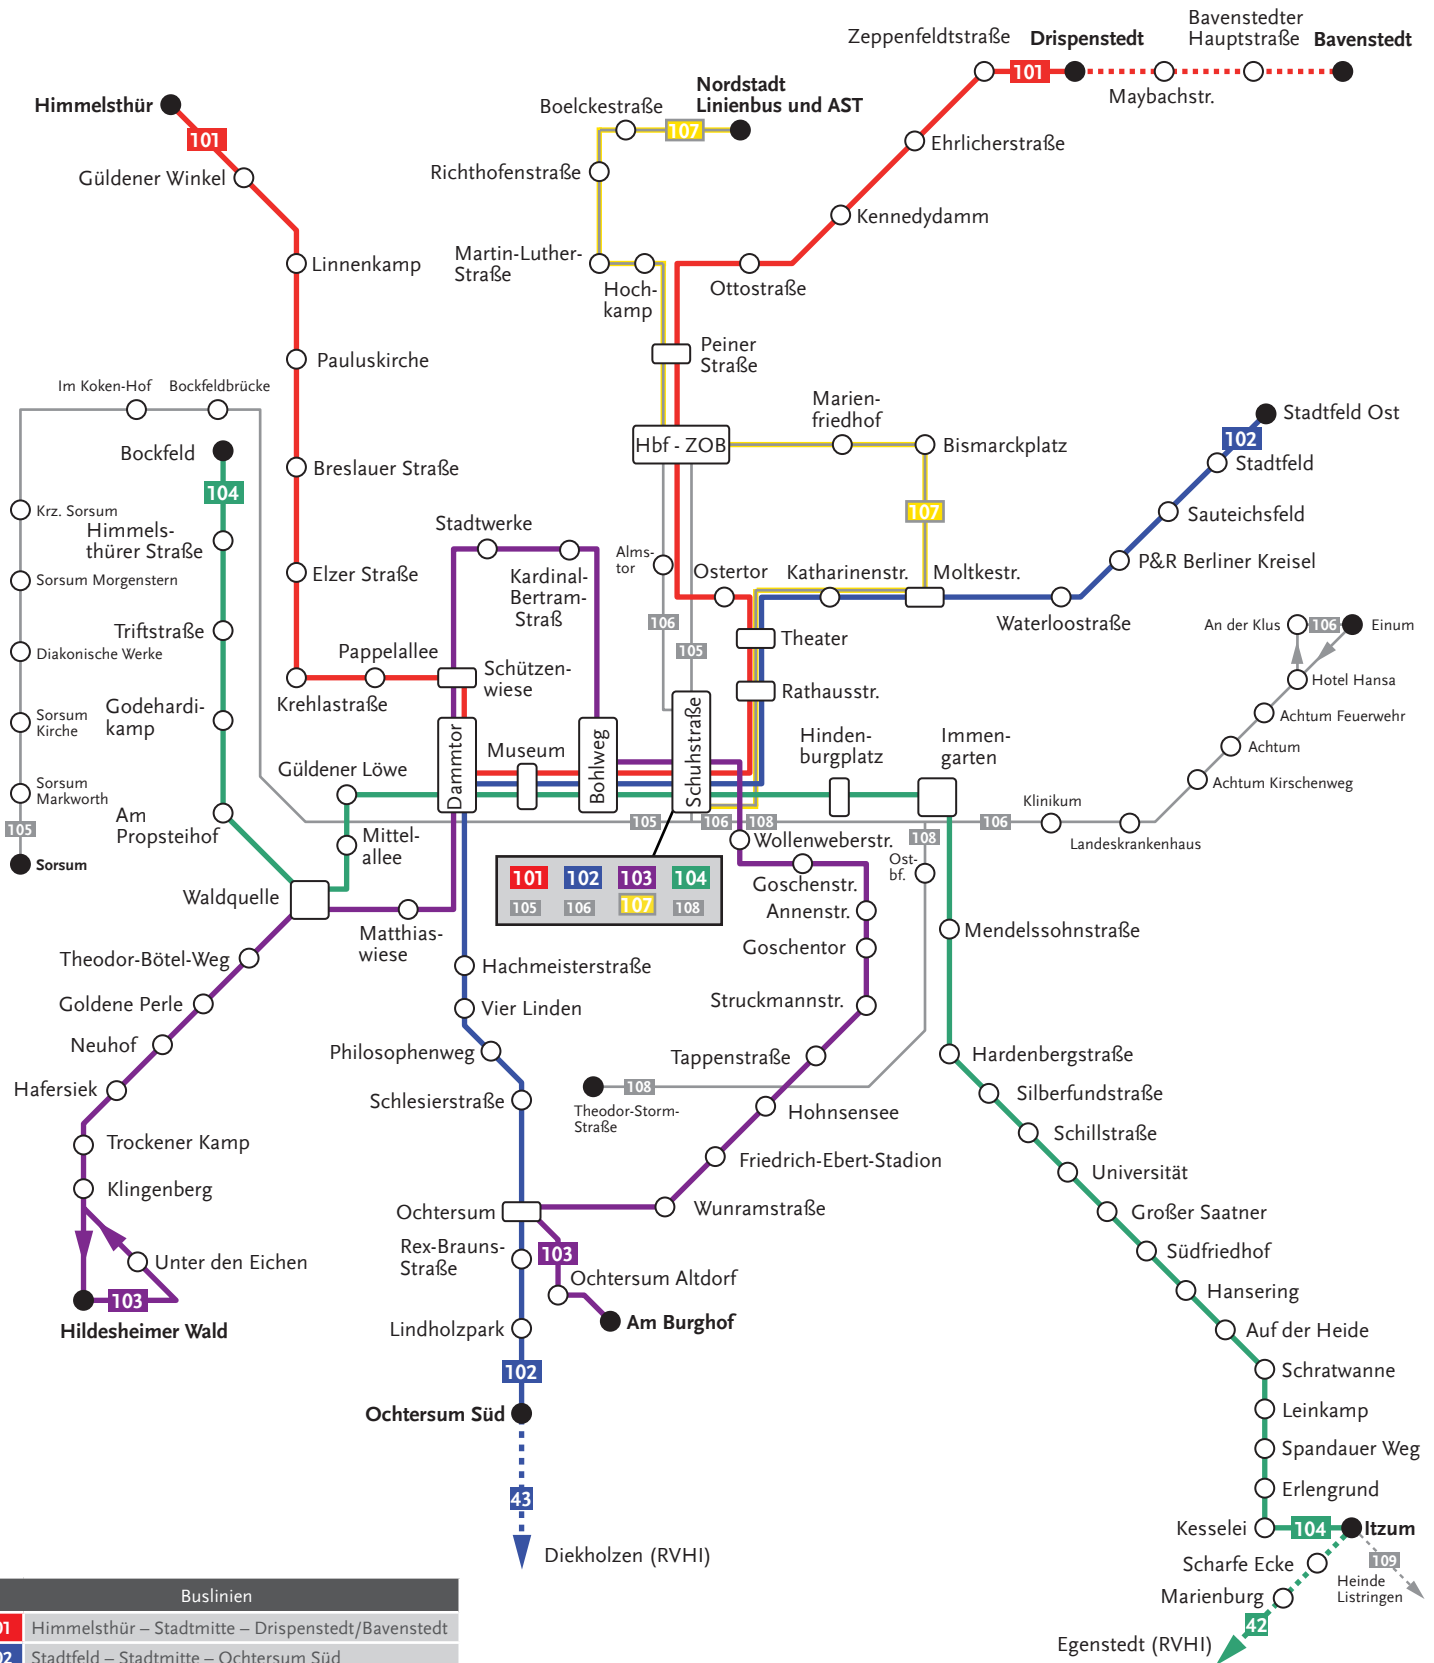 Zeppenfeldtstraße
Drispenstedt
Bavenstedter
Hauptstraße
Bavenstedt
101
Maybachstr.
Himmelsthür
101
Güldener Winkel
Nordstadt
Linienbus und AST
Boelckestraße
107
Richthofenstraße
Ehrlicherstraße
Kennedydamm
Martin-Luther-
Straße
Hoch-
kamp
Ottostraße
Linnenkamp
Peiner
Straße
Pauluskirche
Im Koken-Hof
Bockfeldbrücke
Marien-
friedhof
Stadtfeld Ost
Hbf - ZOB
Bismarckplatz
102
Bockfeld
Breslauer Straße
Stadtfeld
104
Krz. Sorsum
107
Sauteichsfeld
Himmels-
thürer Straße
Stadtwerke
Alms-
tor
P&R Berliner Kreisel
Sorsum Morgenstern
Elzer Straße
Kardinal-
Bertram-
Straß
Ostertor
Katharinenstr.
Moltkestr.
106
Waterloostraße
An der Klus
106
Einum
Triftstraße
Diakonische Werke
Theater
105
Pappelallee
Schützen-
wiese
Hotel Hansa
Krehlastraße
Rathausstr.
Godehardi-
kamp
Sorsum
Kirche
Achtum Feuerwehr
Dammtor
Museum
Bohlweg
Schuhstraße
Hinden-
burgplatz
Immen-
garten
Achtum
Güldener Löwe
Achtum Kirschenweg
Sorsum
Markworth
Klinikum
Am
Propsteihof
105
105
106
108
108
106
Landeskrankenhaus
Mittel-
allee
Wollenweberstr.
Sorsum
Ost-
bf.
101
102
103
104
105
106
107
108
Goschenstr.
Waldquelle
Annenstr.
Matthias-
wiese
Mendelssohnstraße
Goschentor
Theodor-Bötel-Weg
Hachmeisterstraße
Goldene Perle
Vier Linden
Struckmannstr.
Neuhof
Philosophenweg
Tappenstraße
Hardenbergstraße
Hafersiek
Schlesierstraße
108
Theodor-Storm-
Straße
Hohnsensee
Silberfundstraße
Trockener Kamp
Schillstraße
Friedrich-Ebert-Stadion
Universität
Klingenberg
Ochtersum
Wunramstraße
Großer Saatner
Rex-Brauns-
Straße
103
Südfriedhof
Unter den Eichen
Ochtersum Altdorf
103
Hansering
Hildesheimer Wald
Lindholzpark
Am Burghof
Auf der Heide
102
Schratwanne
Ochtersum Süd
Leinkamp
Spandauer Weg
43
Erlengrund
Kesselei
104
Itzum
Diekholzen (RVHI)
Scharfe Ecke
109
Heinde
Listringen
Marienburg
42
Egenstedt (RVHI)
Buslinien
01 Himmelsthür – Stadtmitte – Drispenstedt/Bavenstedt
02 Stadtfeld – Stadtmitte – Ochtersum Süd